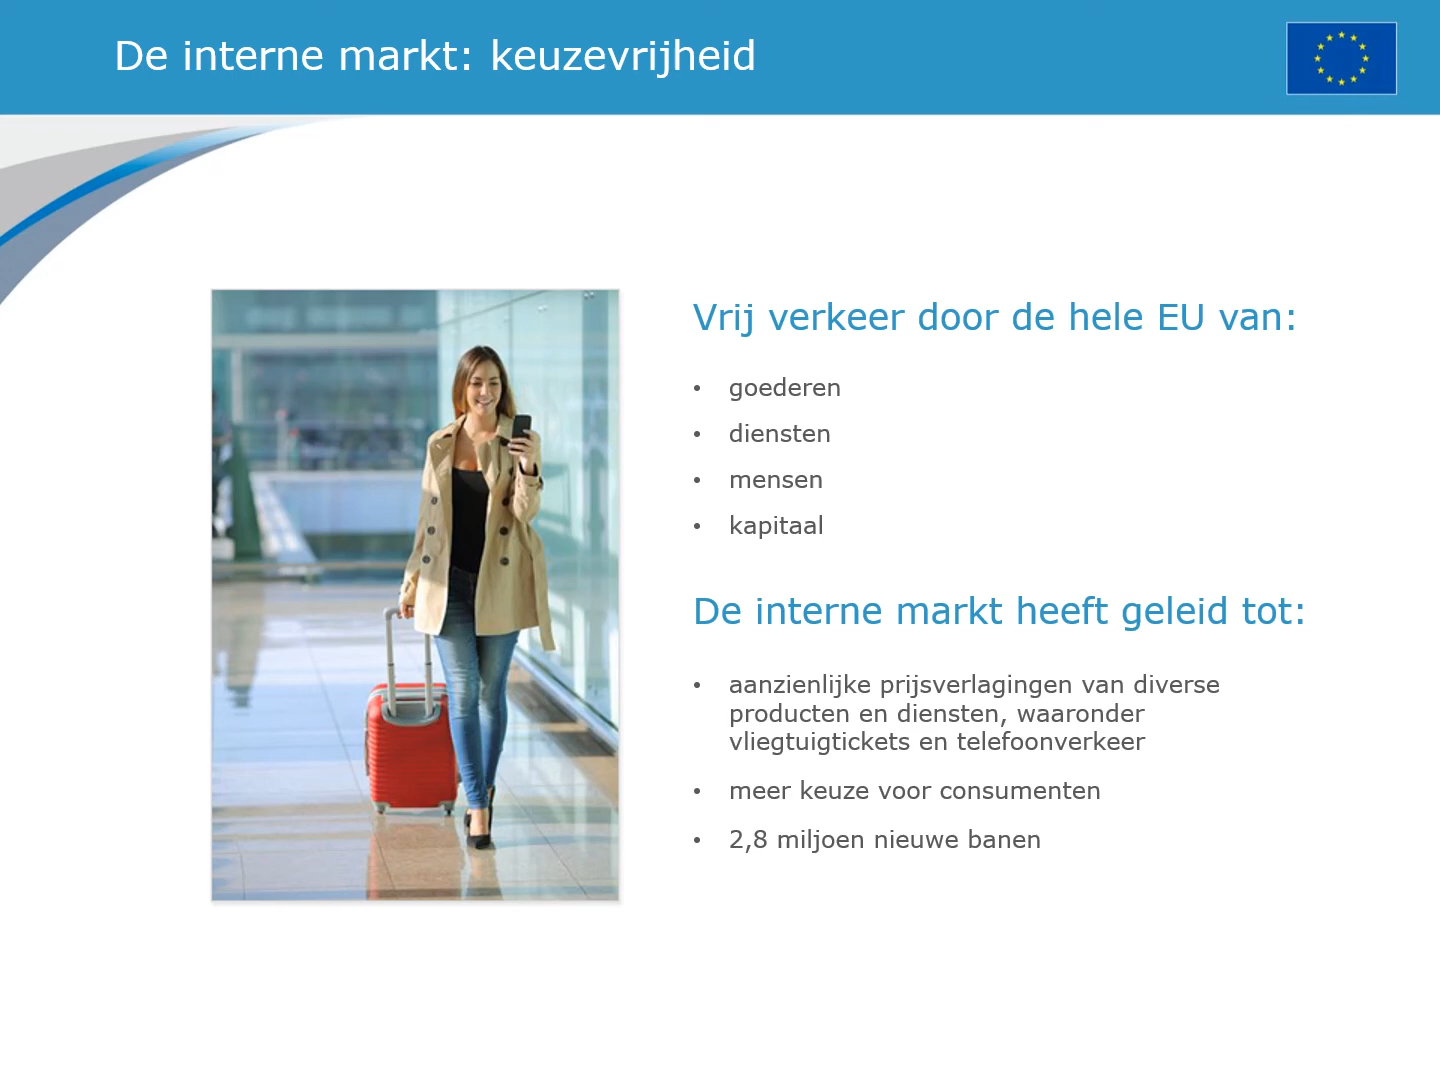 De interne markt: keuzevrijheid
Vrij verkeer door de hele EU van:
• goederen
• diensten
• mensen
• kapitaal
De interne markt heeft geleid tot:
• aanzienlijke prijsverlagingen van diverse
producten en diensten, waaronder
vliegtuigtickets en telefoonverkeer
• meer keuze voor consumenten
• 2,8 miljoen nieuwe banen